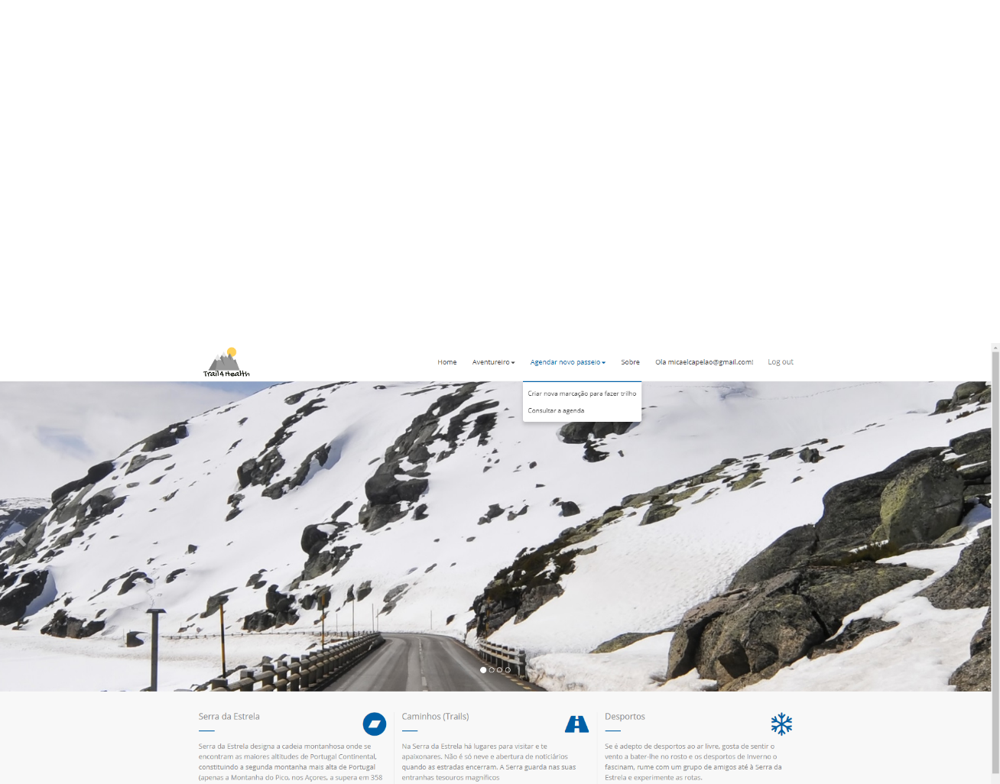 Trail4Health
Home Aventureiro Agendar novo passeio Sobre Ola micaelcapelao@gmail.com! Log out
Criar nova marcação para fazer trilho
Consultar a agenda
Serra da Estrela
Serra da Estrela designa a cadeia montanhosa onde se
encontram as maiores altitudes de Portugal Continental,
constituindo a segunda montanha mais alta de Portugal
(apenas a Montanha do Pico, nos Açores, a supera em 358
Caminhos (Trails)
Na Serra da Estrela há lugares para visitar e te
apaixonares. Não é só neve e abertura de noticiários
quando as estradas encerram. A Serra guarda nas suas
entranhas tesouros magníficos
Desportos
Se é adepto de desportos ao ar livre, gosta de sentir o
vento a bater-lhe no rosto e os desportos de Inverno o
fascinam, rume com um grupo de amigos até à Serra da
Estrela e experimente as rotas.